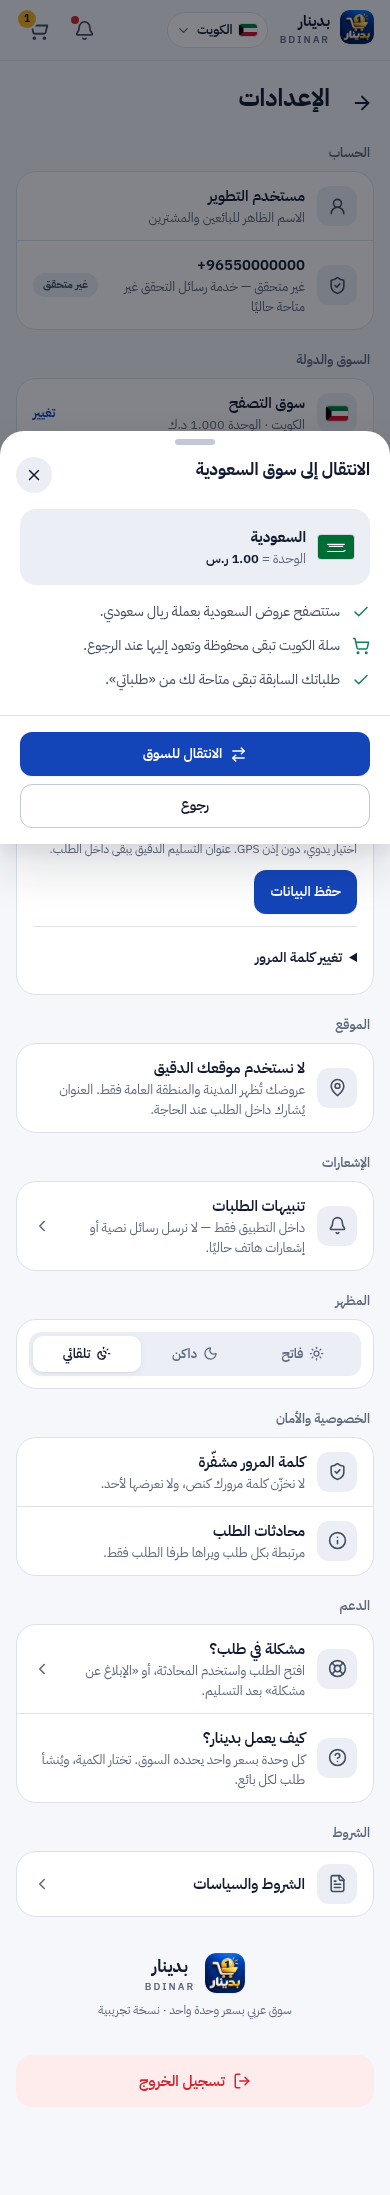 بدينار
BDINAR
الكويت
1
الإعدادات
الحساب
مستخدم التطوير
الاسم الظاهر للبائعين والمشترين
+96550000000
غير متحقق — خدمة رسائل التحقق غير
متاحة حاليًا
غير متحقق
السوق والدولة
سوق التصفح
الكويت · الوحدة 1.000 د.ك
تغيير
الانتقال إلى سوق السعودية
السعودية
الوحدة = 1.00 ر.س
ستتصفح عروض السعودية بعملة ريال سعودي.
سلة الكويت تبقى محفوظة وتعود إليها عند الرجوع.
طلباتك السابقة تبقى متاحة لك من «طلباتي».
الانتقال للسوق
رجوع
اختيار يدوي، دون إذن GPS. عنوان التسليم الدقيق يبقى داخل الطلب.
حفظ البيانات
تغيير كلمة المرور
الموقع
لا نستخدم موقعك الدقيق
عروضك تُظهر المدينة والمنطقة العامة فقط. العنوان
يُشارك داخل الطلب عند الحاجة.
الإشعارات
تنبيهات الطلبات
داخل التطبيق فقط — لا نرسل رسائل نصية أو
إشعارات هاتف حاليًا.
المظهر
فاتح
داكن
تلقائي
الخصوصية والأمان
كلمة المرور مشفّرة
لا نخزّن كلمة مرورك كنص، ولا نعرضها لأحد.
محادثات الطلب
مرتبطة بكل طلب ويراها طرفا الطلب فقط.
الدعم
مشكلة في طلب؟
افتح الطلب واستخدم المحادثة، أو «الإبلاغ عن
مشكلة» بعد التسليم.
كيف يعمل بدينار؟
كل وحدة بسعر واحد يحدده السوق. تختار الكمية، ويُنشأ
طلب لكل بائع.
الشروط
الشروط والسياسات
بدينار
BDINAR
سوق عربي بسعر وحدة واحد · نسخة تجريبية
تسجيل الخروج